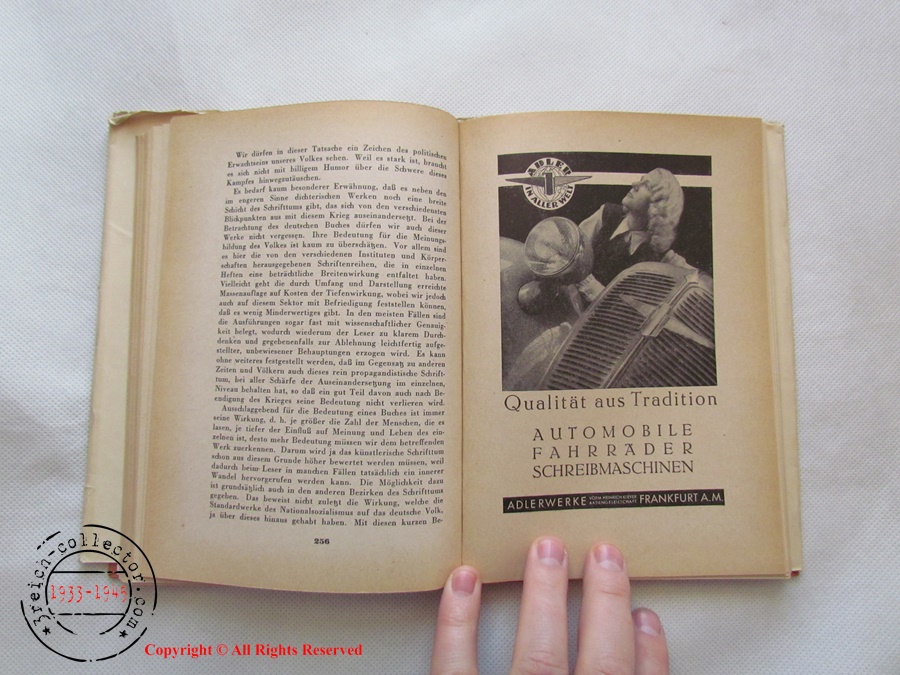 Wir dürfen in dieser Tatsache ein Zeichen des politischen
Erwachtseins unseres Volkes sehen. Weil es stark ist, braucht
es sich nicht mit billigem Humor über die Schwere dieses
Kampfes hinwegzutäuschen.
Es bedarf kaum besonderer Erwähnung, daß es neben den
im engeren Sinne dichterischen Werken noch eine breite
Schicht des Schrifttums gibt, das sich von den verschiedensten
Blickpunkten aus mit diesem Krieg auseinandersetzt. Bei der
Betrachtung des deutschen Buches dürfen wir auch dieser
Werke nicht vergessen. Ihre Bedeutung für die Meinungs-
bildung des Volkes ist kaum zu überschätzen. Vor allem sind
es hier die von den verschiedenen Instituten und Körper-
schaften herausgegebenen Schriftenreihen, die in einzelnen
Heften eine beträchtliche Breitenwirkung entfaltet haben.
Vielleicht geht die durch Umfang und Darstellung erreichte
Massenauflage auf Kosten der Tiefenwirkung, wobei wir jedoch
auch auf diesem Sektor mit Befriedigung feststellen können,
daß es wenig Minderwertiges gibt. In den meisten Fällen sind
die Ausführungen sogar fast mit wissenschaftlicher Genauig-
keit belegt, wodurch wiederum der Leser zu klarem Durch-
denken und gegebenenfalls zur Ablehnung leichtfertig aufge-
stellter, unbewiesener Behauptungen erzogen wird. Es kann
ohne weiteres festgestellt werden, daß im Gegensatz zu anderen
Zeiten und Völkern auch dieses rein propagandistische Schrift-
tum, bei aller Schärfe der Auseinandersetzung im einzelnen,
Niveau behalten hat, so daß ein gut Teil davon auch nach Be-
endigung des Krieges seine Bedeutung nicht verlieren wird.
Ausschlaggebend für die Bedeutung eines Buches ist immer
seine Wirkung, d. h. je größer die Zahl der Menschen, die es
lesen, je tiefer der Einfluß auf Meinung und Leben des ein-
zelnen ist, desto mehr Bedeutung müssen wir dem betreffenden
Werk zuerkennen. Darum wird ja das künstlerische Schrifttum
schon aus diesem Grunde höher bewertet werden müssen, weil
dadurch beim Leser in manchen Fällen tatsächlich ein innerer
Wandel hervorgerufen werden kann. Die Möglichkeit dazu
ist grundsätzlich auch in den anderen Bezirken des Schrifttums
gegeben. Das beweist nicht zuletzt die Wirkung, welche die
Standardwerke des Nationalsozialismus auf das deutsche Volk,
ja über dieses hinaus gehabt haben. Mit diesen kurzen Be-
256
ADLER
IN ALLER WELT
Qualität aus Tradition
AUTOMOBILE
FAHRRÄDER
SCHREIBMASCHINEN
ADLERWERKE VORM. HEINRICH KLEYER AKTIENGESELLSCHAFT FRANKFURT A.M.
3reich-collector.com
1933-1945
Copyright © All Rights Reserved